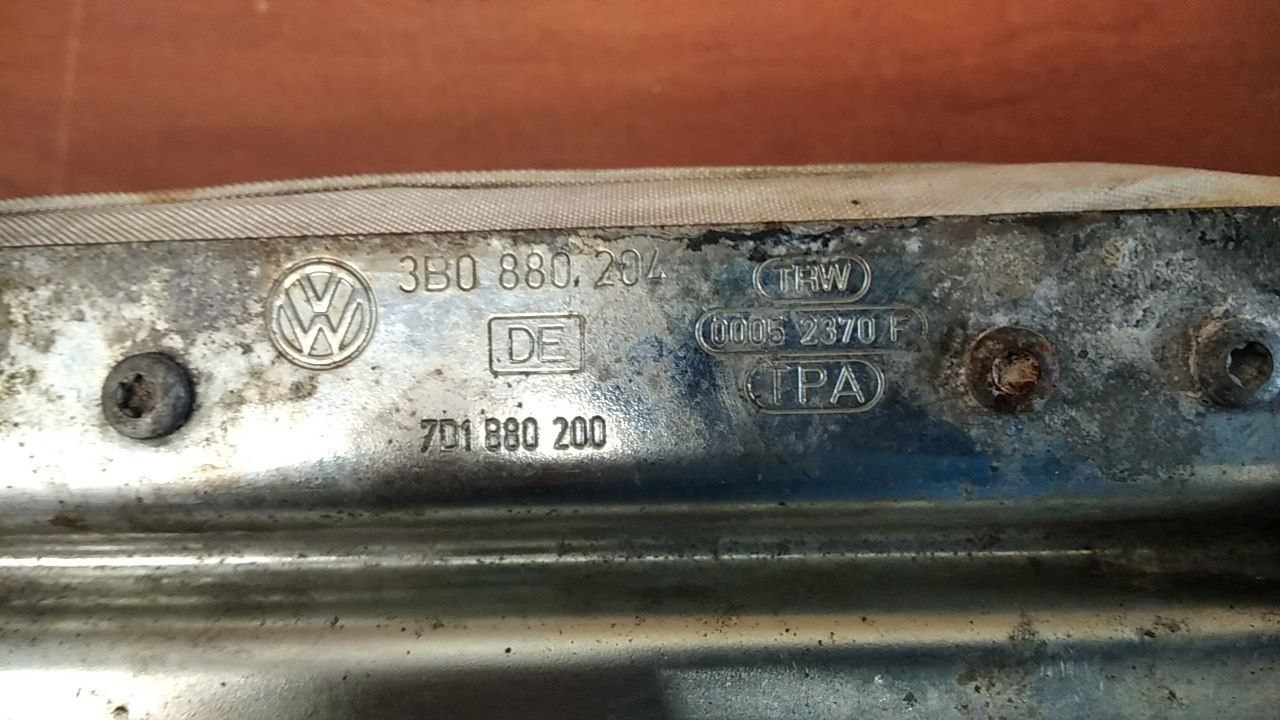 3B0 880. 204
TRW
DE
0005 2370 F
TPA
7D1 880 200